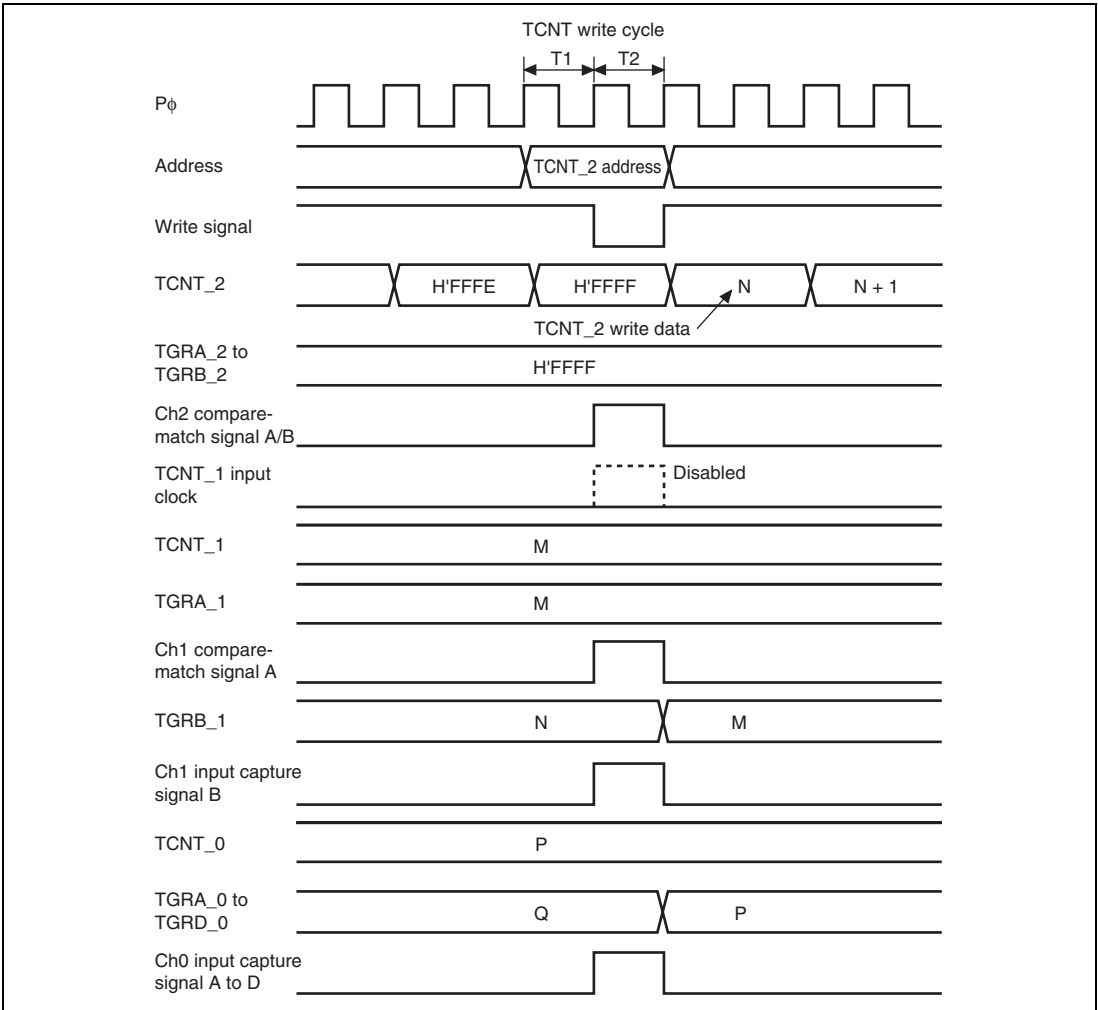 TCNT write cycle
T1 T2
Pϕ
Address
TCNT_2 address
Write signal
TCNT_2
H'FFFE H'FFFF N N + 1
TCNT_2 write data
TGRA_2 to
TGRB_2
H'FFFF
Ch2 compare-
match signal A/B
TCNT_1 input
clock
Disabled
TCNT_1
M
TGRA_1
M
Ch1 compare-
match signal A
TGRB_1
N M
Ch1 input capture
signal B
TCNT_0
P
TGRA_0 to
TGRD_0
Q P
Ch0 input capture
signal A to D